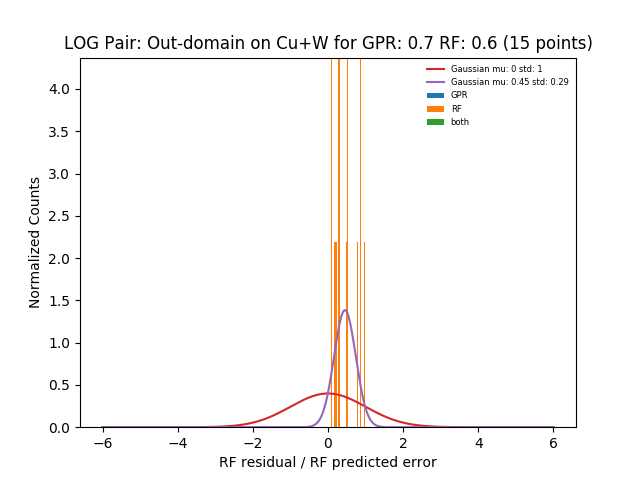 LOG Pair: Out-domain on Cu+W for GPR: 0.7 RF: 0.6 (15 points)
Gaussian mu: 0 std: 1
Gaussian mu: 0.45 std: 0.29
GPR
RF
both
Normalized Counts
4.0
3.5
3.0
2.5
2.0
1.5
1.0
0.5
0.0
−6 −4 −2 0 2 4 6
RF residual / RF predicted error